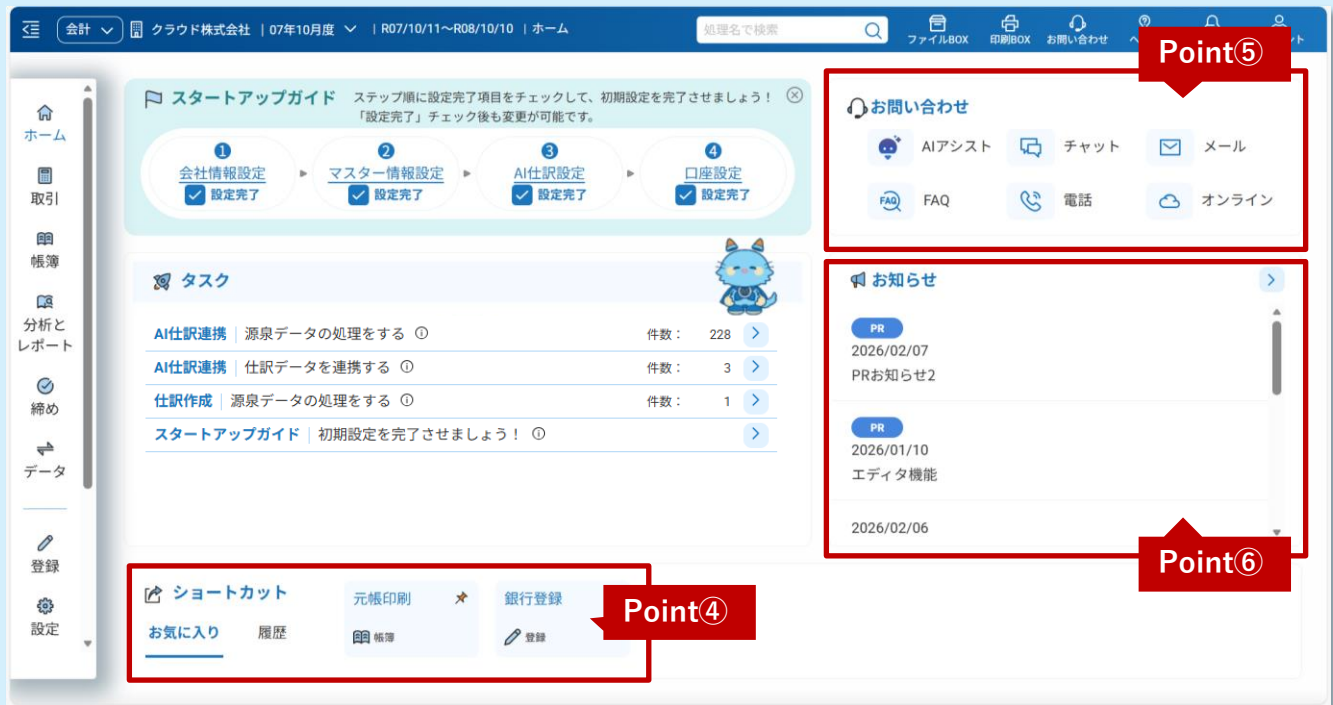 会計 クラウド株式会社 | 07年10月度 | R07/10/11～R08/10/10 | ホーム 処理名で検索
ファイルBOX 印刷BOX お問い合わせ
Point⑤
ホーム
取引
帳簿
分析と
レポート
締め
データ
登録
設定
スタートアップガイド ステップ順に設定完了項目をチェックして、初期設定を完了させましょう！
「設定完了」チェック後も変更が可能です。
1 2 3 4
会社情報設定 マスター情報設定 AI仕訳設定 口座設定
設定完了 設定完了 設定完了 設定完了
タスク
AI仕訳連携 | 源泉データの処理をする 件数： 228
AI仕訳連携 | 仕訳データを連携する 件数： 3
仕訳作成 | 源泉データの処理をする 件数： 1
スタートアップガイド | 初期設定を完了させましょう！
お問い合わせ
AIアシスト チャット メール
FAQ FAQ 電話 オンライン
お知らせ
PR
2026/02/07
PRお知らせ2
PR
2026/01/10
エディタ機能
2026/02/06
Point⑥
ショートカット
お気に入り 履歴
元帳印刷
帳簿
銀行登録
登録
Point④